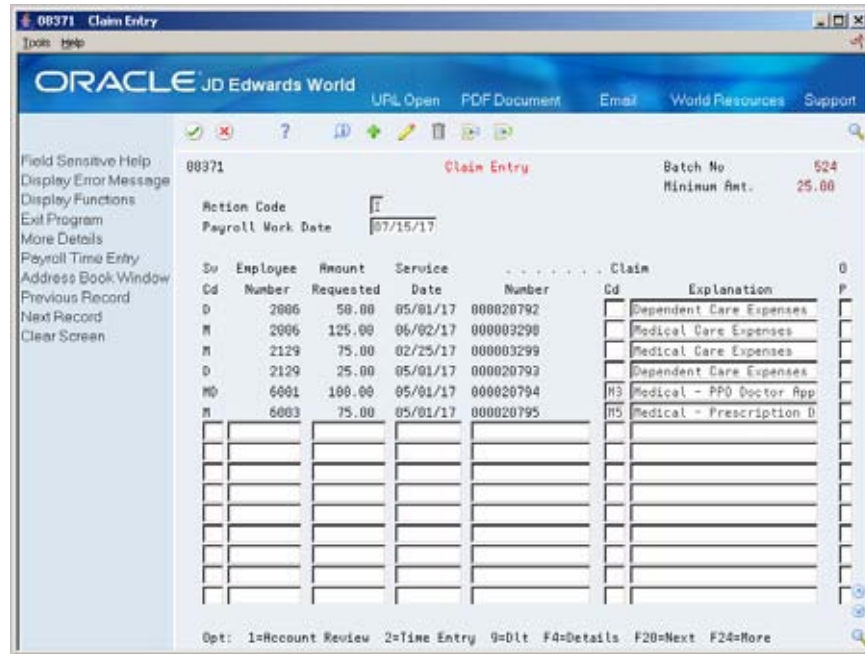 08371 Claim Entry
Tools Help
ORACLE JD Edwards World
URL Open PDF Document Email World Resources Support
Field Sensitive Help
Display Error Message
Display Functions
Exit Program
More Details
Payroll Time Entry
Address Book Window
Previous Record
Next Record
Clear Screen
08371 Claim Entry Batch No 524
Minimum Amt. 25.00
Action Code I
Payroll Work Date 07/15/17
Sv Employee Amount Service . . . . . . . Claim O
Cd Number Requested Date Number Cd Explanation P
D 2006 50.00 05/01/17 000020792 Dependent Care Expenses
M 2006 125.00 06/02/17 000003298 Medical Care Expenses
M 2129 75.00 02/25/17 000003299 Medical Care Expenses
D 2129 25.00 05/01/17 000020793 Dependent Care Expenses
MD 6001 100.00 05/01/17 000020794 M3 Medical - PPO Doctor App
M 6003 75.00 05/01/17 000020795 M5 Medical - Prescription D
Opt: 1=Account Review 2=Time Entry 9=Dlt F4=Details F20=Next F24=More